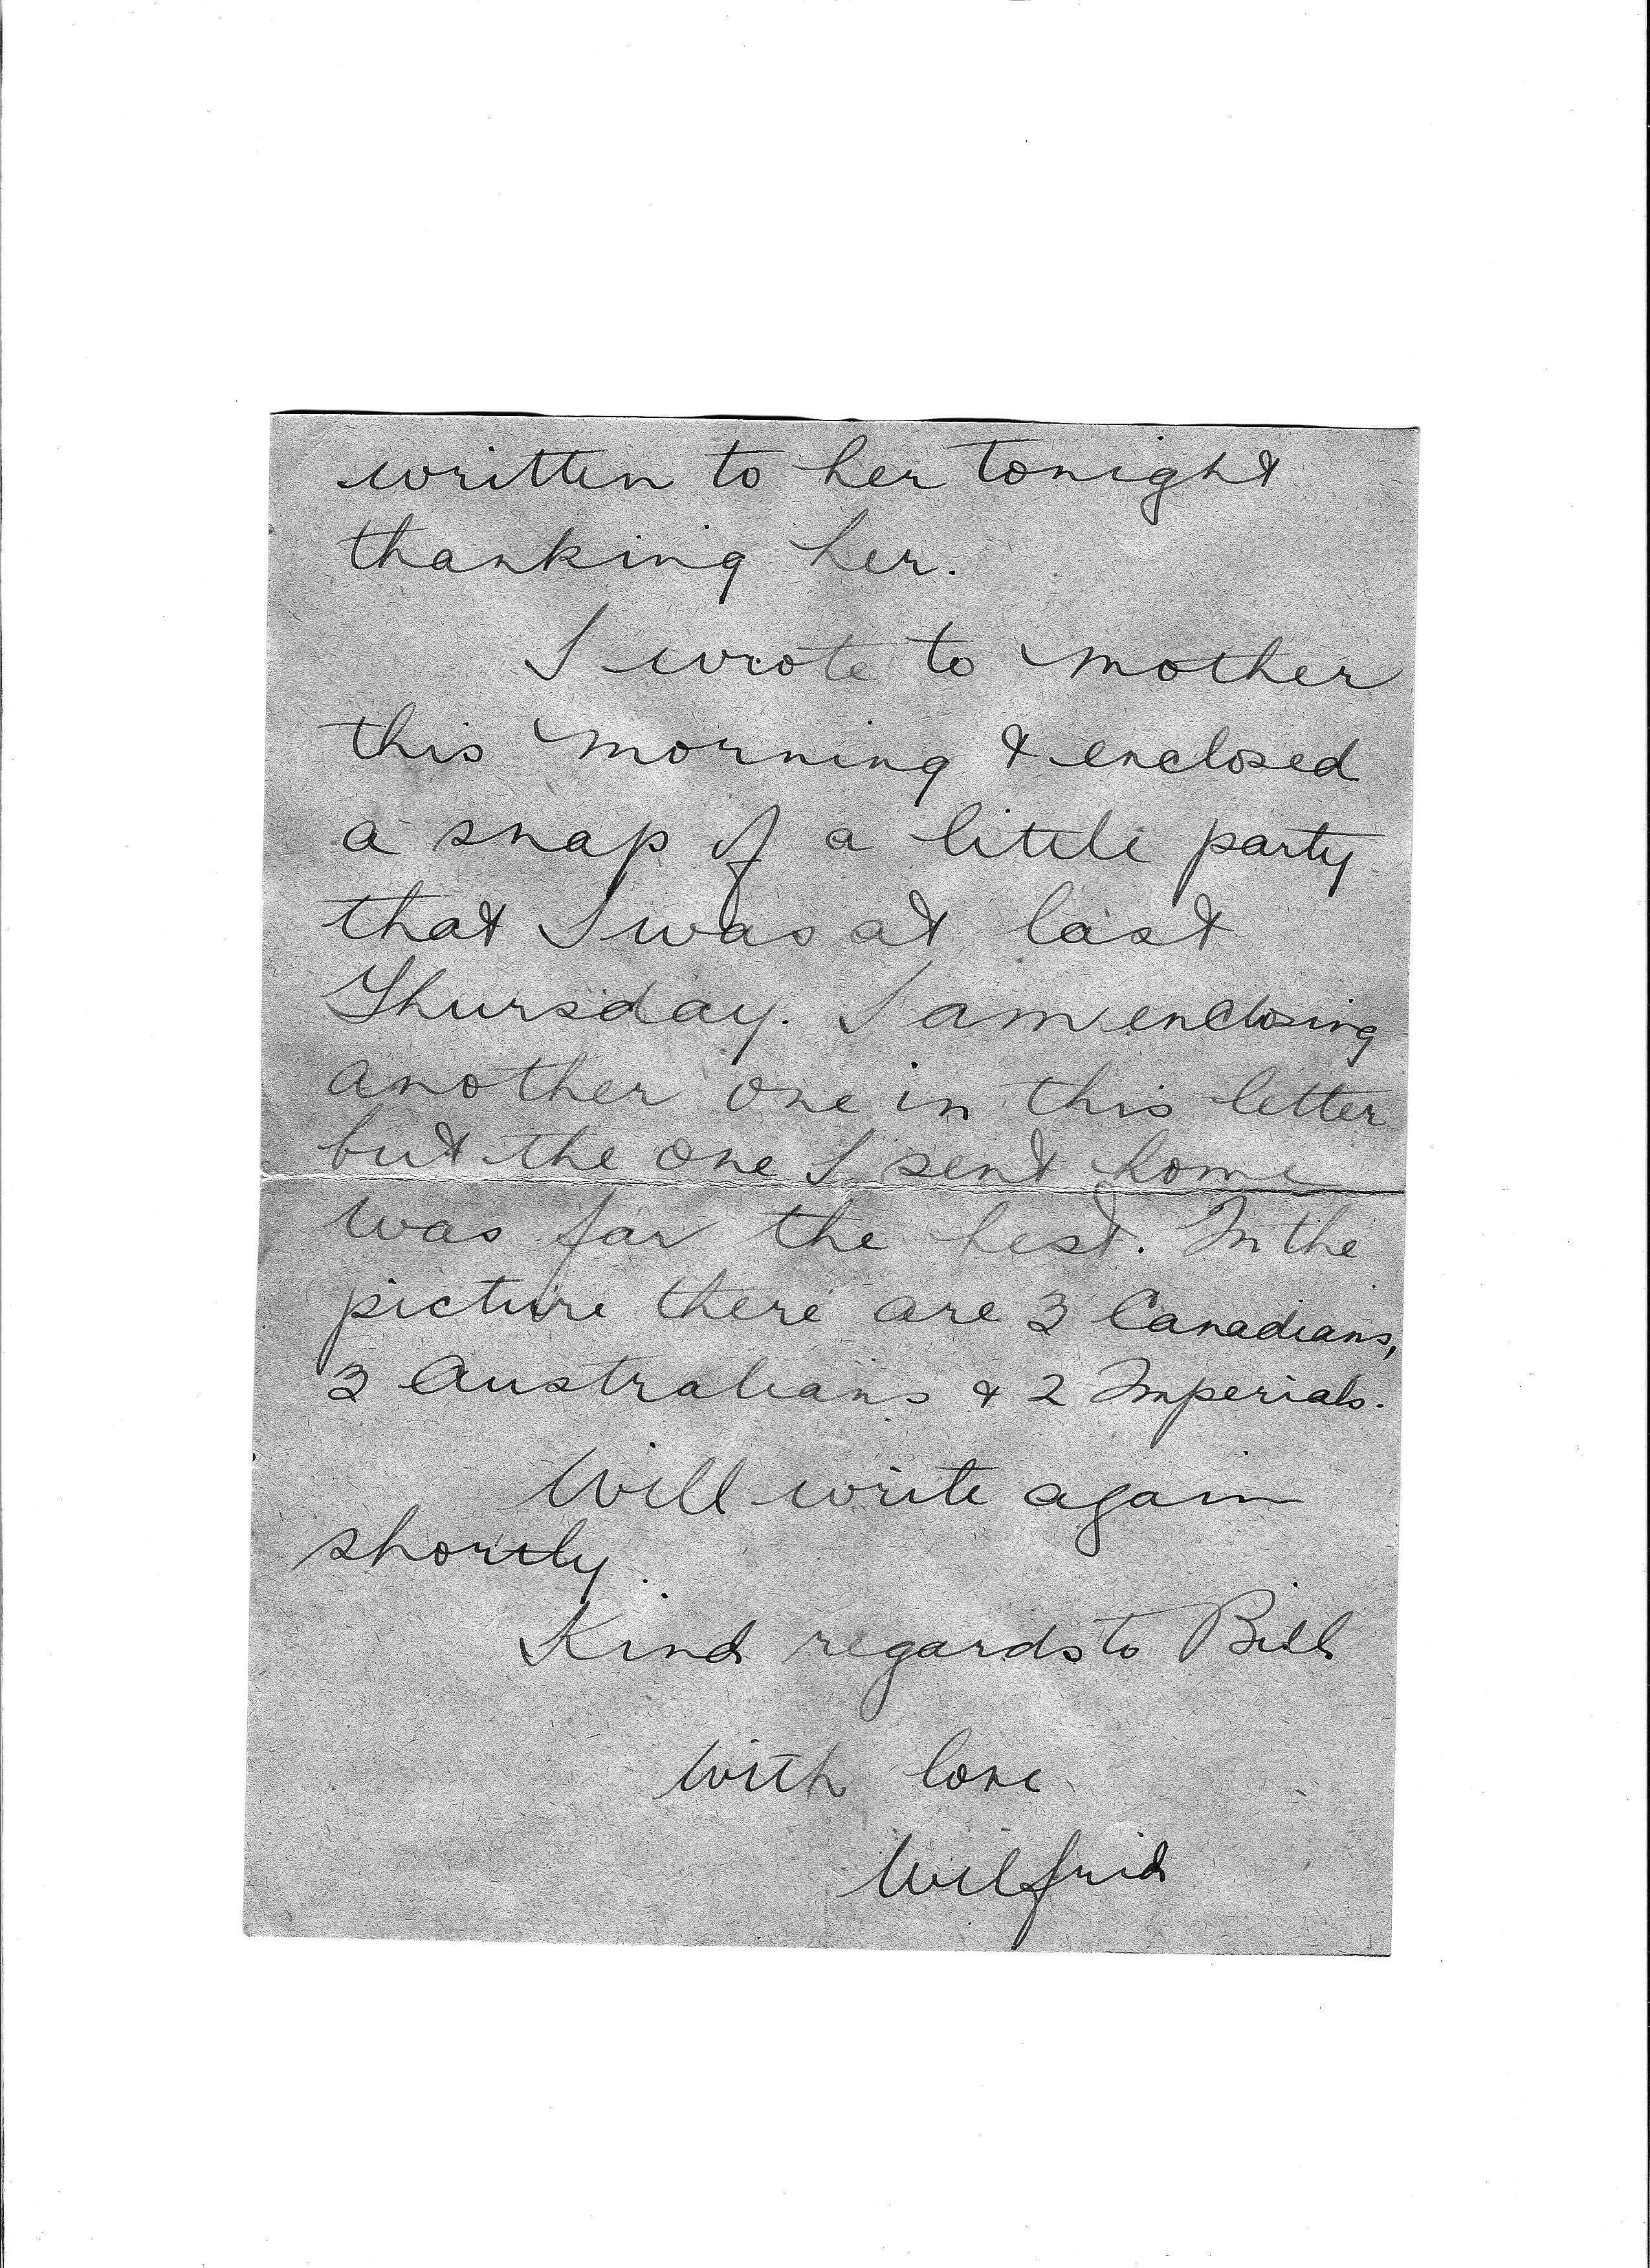 written to her tonight
thanking her.
I wrote to mother
this morning & enclosed
a snap of a little party
that I was at last
Thursday. I am enclosing
another one in this letter
but the one I sent home
was far the best. In the
picture there are 3 Canadians,
3 Australians & 2 Imperials.
Will write again
shortly.
Kind regards to Bill
With love
Wilfrid